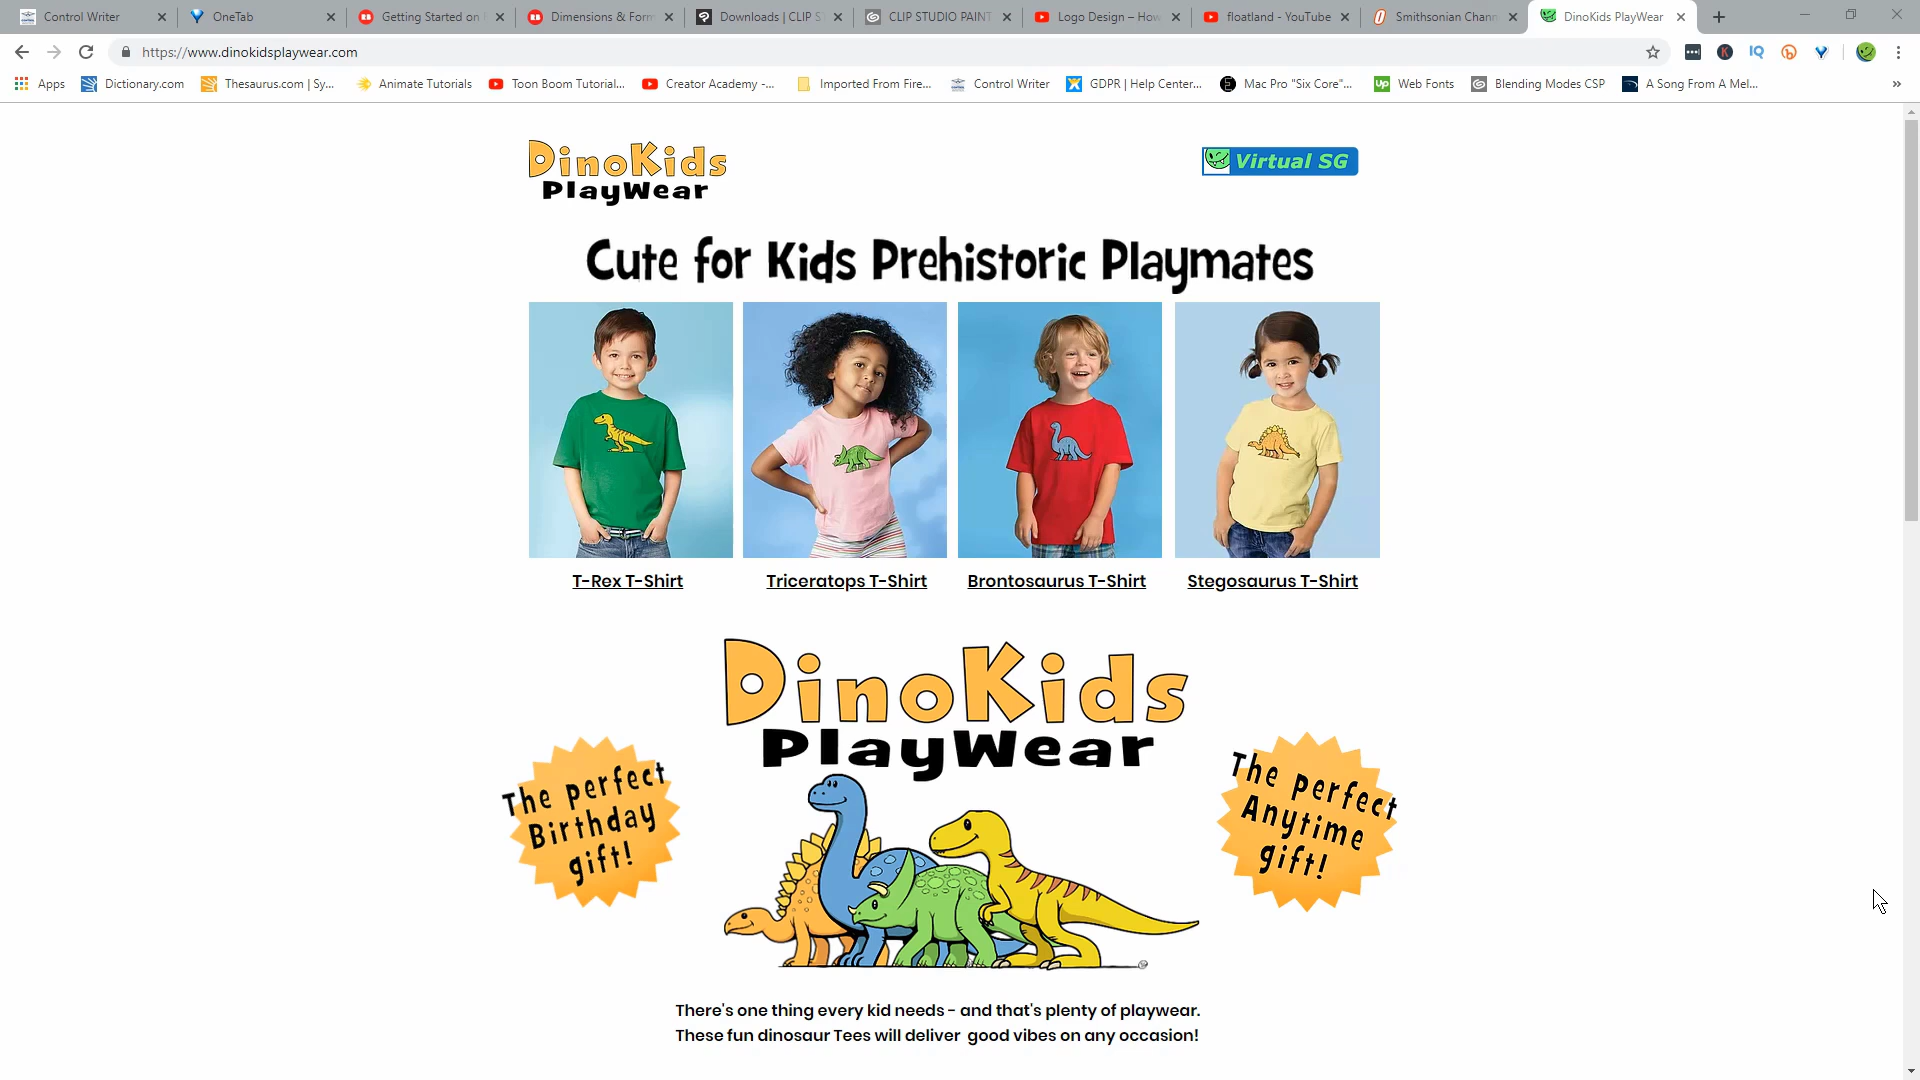 Control Writer
OneTab
Getting Started on
Dimensions & Form
Downloads | CLIP S
CLIP STUDIO PAINT
Logo Design – How
floatland - YouTube
Smithsonian Chann
DinoKids PlayWear
https://www.dinokidsplaywear.com
IQ
Apps
Dictionary.com
Thesaurus.com | Sy...
Animate Tutorials
Toon Boom Tutorial...
Creator Academy -...
Imported From Fire...
Control Writer
GDPR | Help Center...
Mac Pro "Six Core"...
Up
Web Fonts
Blending Modes CSP
A Song From A Mel...
DinoKids
PlayWear
Virtual SG
Cute for Kids Prehistoric Playmates
T-Rex T-Shirt
Triceratops T-Shirt
Brontosaurus T-Shirt
Stegosaurus T-Shirt
DinoKids
PlayWear
The perfect
Birthday
gift!
The perfect
Anytime
gift!
There's one thing every kid needs - and that's plenty of playwear.
These fun dinosaur Tees will deliver  good vibes on any occasion!